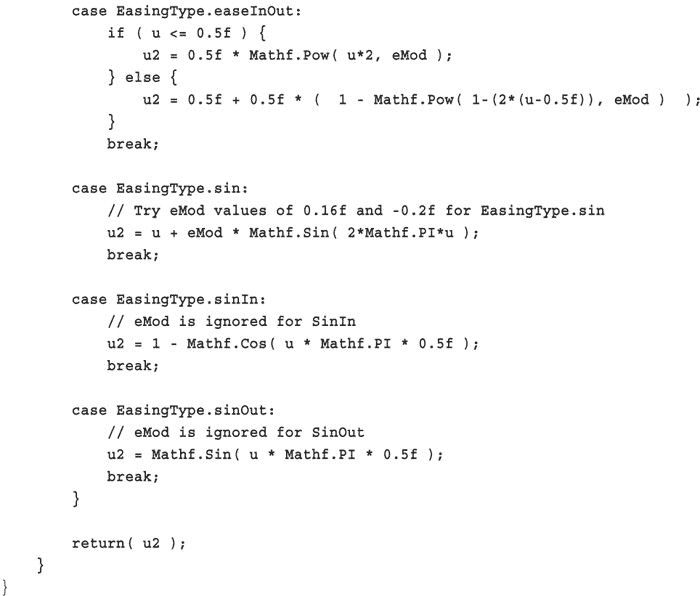 case EasingType.easeInOut:
if ( u <= 0.5f ) {
u2 = 0.5f * Mathf.Pow( u*2, eMod );
} else {
u2 = 0.5f + 0.5f * (  1 - Mathf.Pow( 1-(2*(u-0.5f)), eMod )  );
}
break;
case EasingType.sin:
// Try eMod values of 0.16f and -0.2f for EasingType.sin
u2 = u + eMod * Mathf.Sin( 2*Mathf.PI*u );
break;
case EasingType.sinIn:
// eMod is ignored for SinIn
u2 = 1 - Mathf.Cos( u * Mathf.PI * 0.5f );
break;
case EasingType.sinOut:
// eMod is ignored for SinOut
u2 = Mathf.Sin( u * Mathf.PI * 0.5f );
break;
}
return( u2 );
}
}